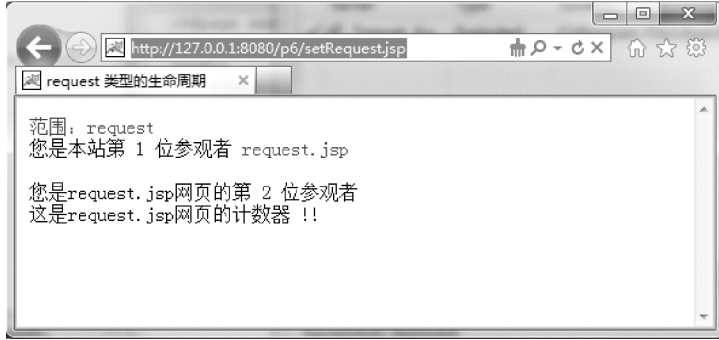 http://127.0.0.1:8080/p6/setRequest.jsp
request 类型的生命周期
范围：request
您是本站第 1 位参观者 request.jsp
您是request.jsp网页的第 2 位参观者
这是request.jsp网页的计数器 !!